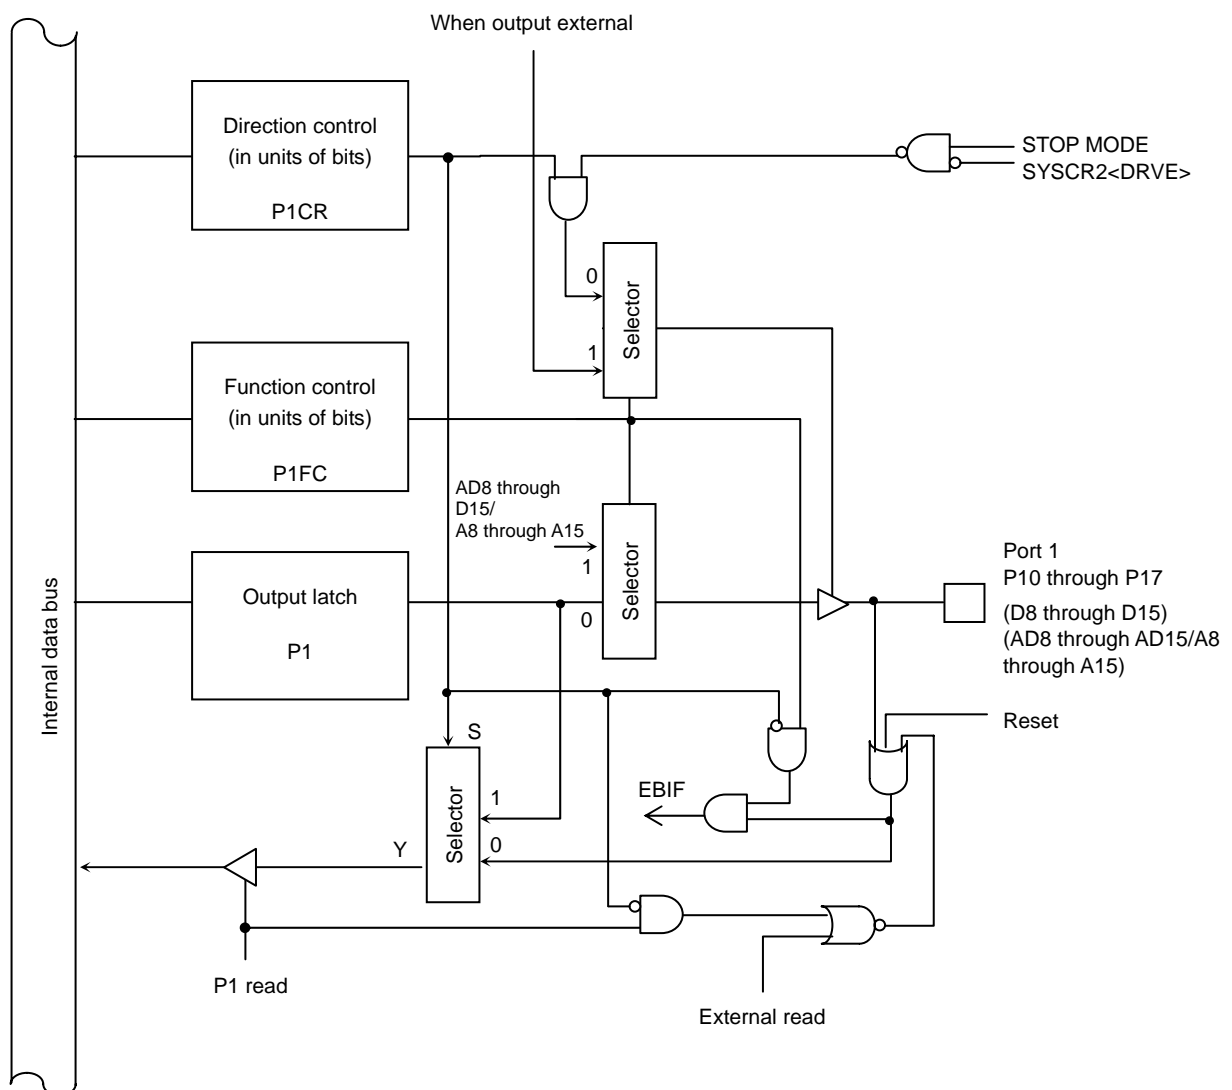 When output external
Direction control
(in units of bits)
P1CR
STOP MODE
SYSCR2<DRVE>
0
1
Selector
Function control
(in units of bits)
P1FC
AD8 through
D15/
A8 through A15
1
0
Selector
Output latch
P1
Port 1
P10 through P17
(D8 through D15)
(AD8 through AD15/A8
through A15)
Internal data bus
Reset
S
1
0
Y
Selector
EBIF
P1 read
External read